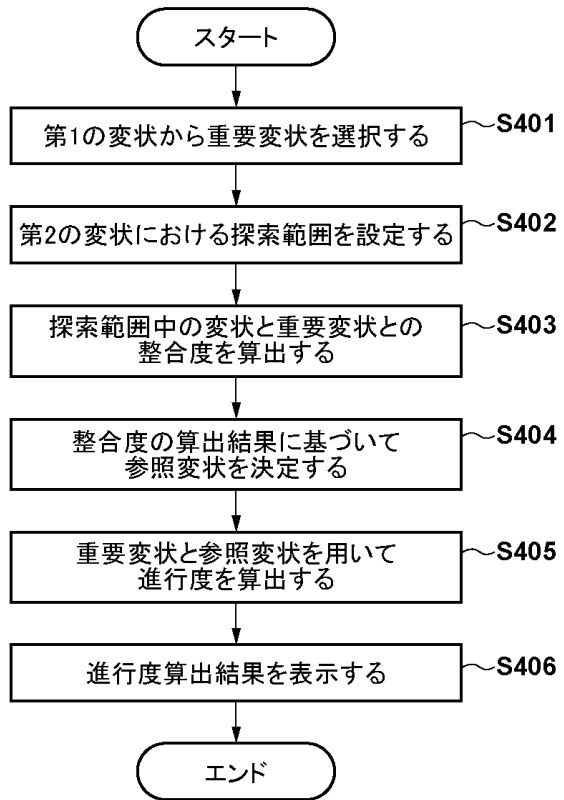 スタート
第1の変状から重要変状を選択する
S401
第2の変状における探索範囲を設定する
S402
探索範囲中の変状と重要変状との
整合度を算出する
S403
整合度の算出結果に基づいて
参照変状を決定する
S404
重要変状と参照変状を用いて
進行度を算出する
S405
進行度算出結果を表示する
S406
エンド